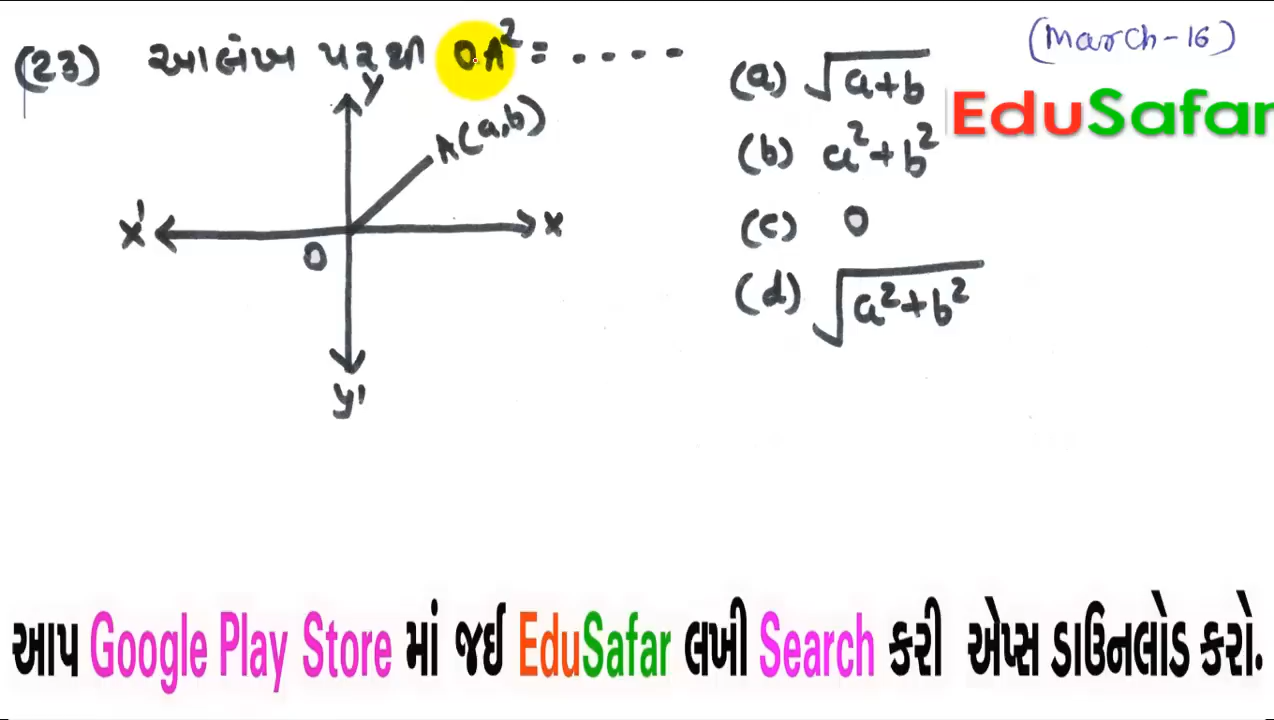 (March-16)
(23) આલેખ પરથી OA²= ....
(a) √a+b
EduSafar
(b) a²+b²
(c) 0
(d) √a²+b²
y
A(a,b)
x'
x
O
y'
આપ Google Play Store માં જઈ EduSafar લખી Search કરી એપ્સ ડાઉનલોડ કરો.